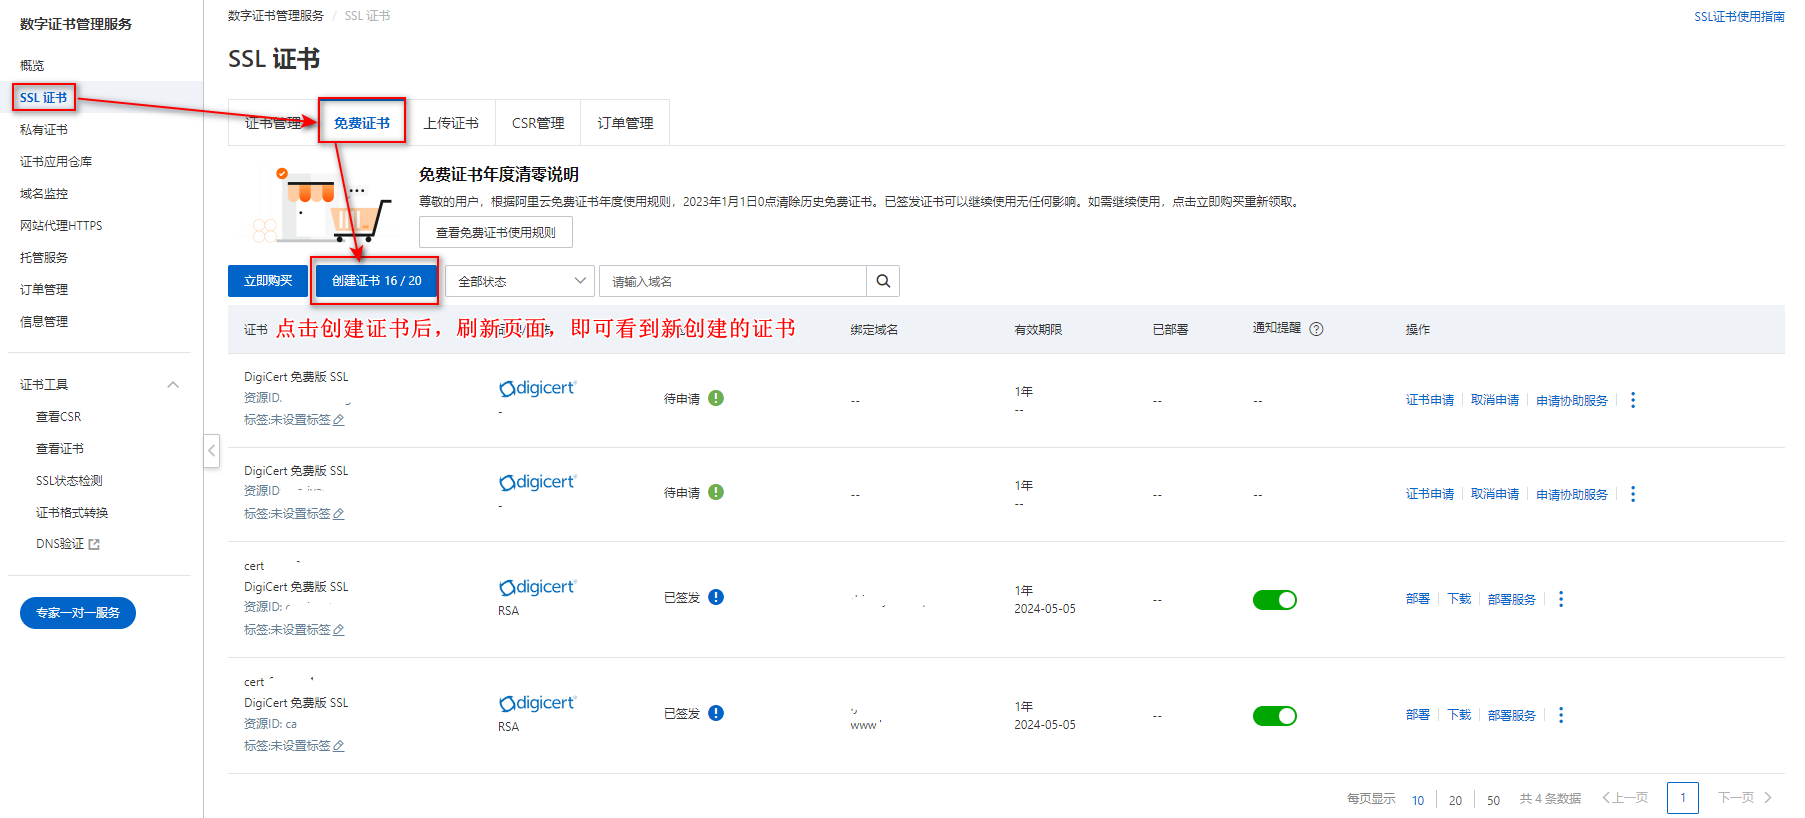 数字证书管理服务
概览
SSL 证书
私有证书
证书应用仓库
域名监控
网站代理HTTPS
托管服务
订单管理
信息管理
证书工具
查看CSR
查看证书
SSL状态检测
证书格式转换
DNS验证
专家一对一服务
数字证书管理服务 / SSL 证书
SSL证书使用指南
SSL 证书
证书管理 免费证书 上传证书 CSR管理 订单管理
免费证书年度清零说明
尊敬的用户，根据阿里云免费证书年度使用规则，2023年1月1日0点清除历史免费证书。已签发证书可以继续使用无任何影响。如需继续使用，点击立即购买重新领取。
查看免费证书使用规则
立即购买 创建证书 16 / 20 全部状态 请输入域名
证书 点击创建证书后，刷新页面，即可看到新创建的证书 绑定域名 有效期限 已部署 通知提醒 操作
DigiCert 免费版 SSL
资源ID.
标签:未设置标签
digicert
-
待申请
--
1年
--
--
--
证书申请 取消申请 申请协助服务
DigiCert 免费版 SSL
资源ID
标签:未设置标签
digicert
-
待申请
--
1年
--
--
--
证书申请 取消申请 申请协助服务
cert
DigiCert 免费版 SSL
资源ID:
标签:未设置标签
digicert
RSA
已签发
1年
2024-05-05
--
部署 下载 部署服务
cert
DigiCert 免费版 SSL
资源ID: ca
标签:未设置标签
digicert
RSA
已签发
www
1年
2024-05-05
--
部署 下载 部署服务
每页显示 10 20 50 共 4 条数据 上一页 1 下一页